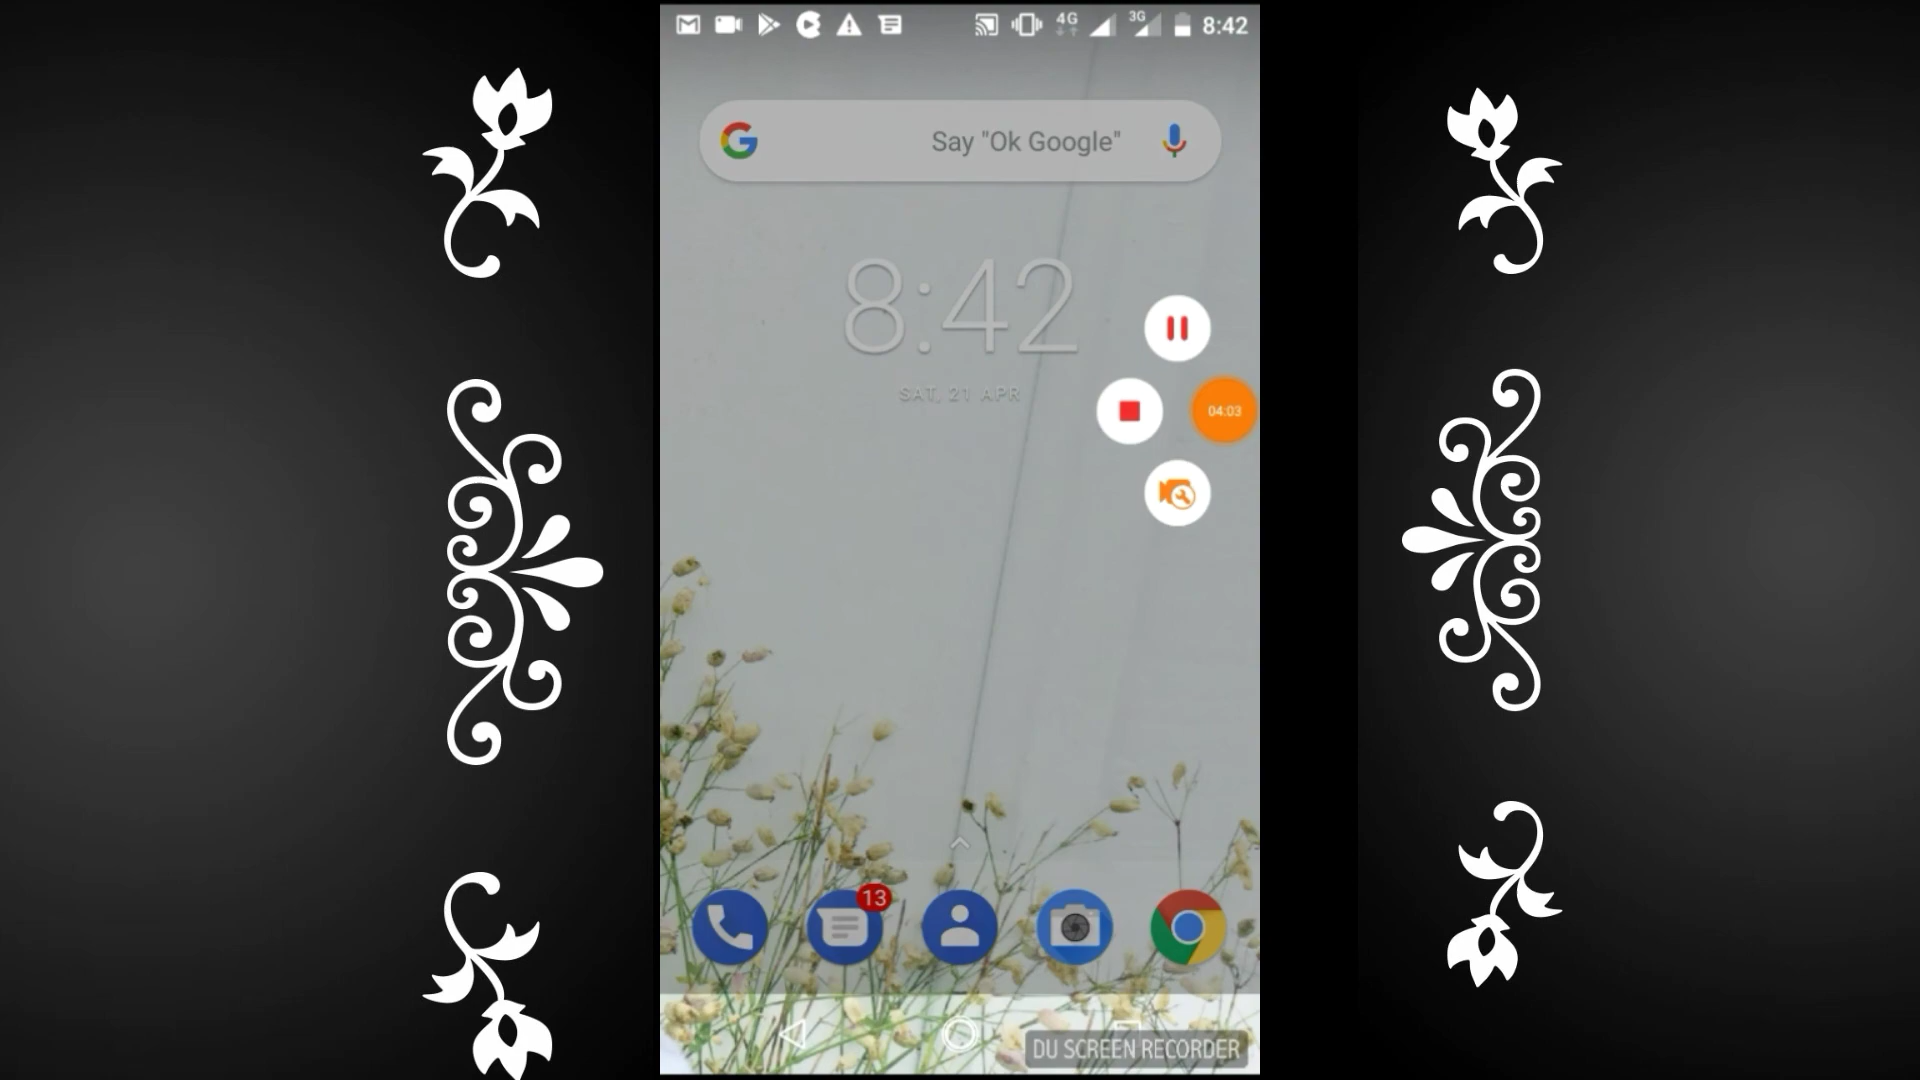 4G
3G
8:42
Say "Ok Google"
8:42
SAT, 21 APR
04:03
13
DU SCREEN RECORDER